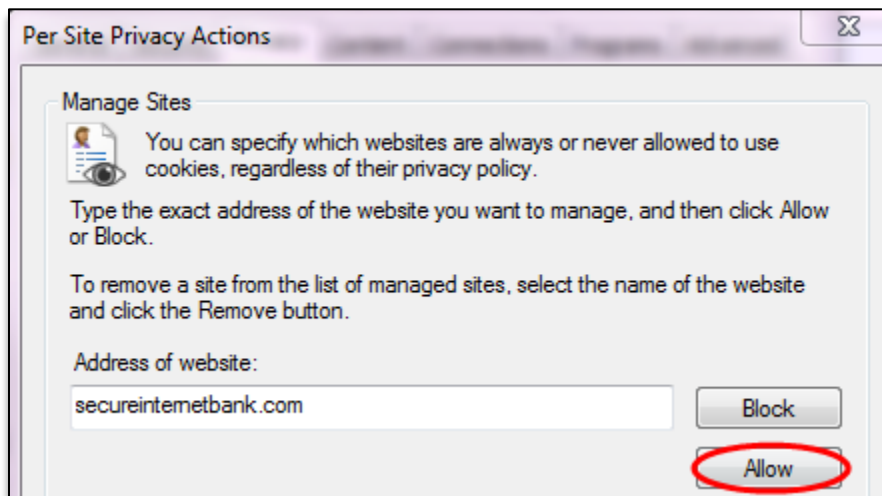 Per Site Privacy Actions
Manage Sites
You can specify which websites are always or never allowed to use
cookies, regardless of their privacy policy.
Type the exact address of the website you want to manage, and then click Allow
or Block.
To remove a site from the list of managed sites, select the name of the website
and click the Remove button.
Address of website:
secureinternetbank.com
Block
Allow